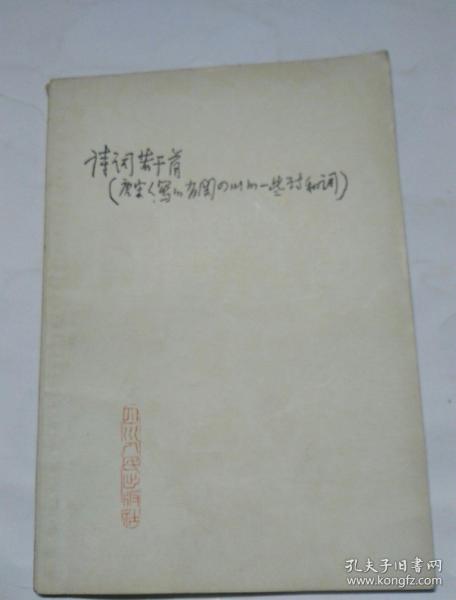 诗词若干首
(唐宋人写的有関四川的一些诗和词)
四川人民出版社
孔夫子旧书网
www.kongfz.com